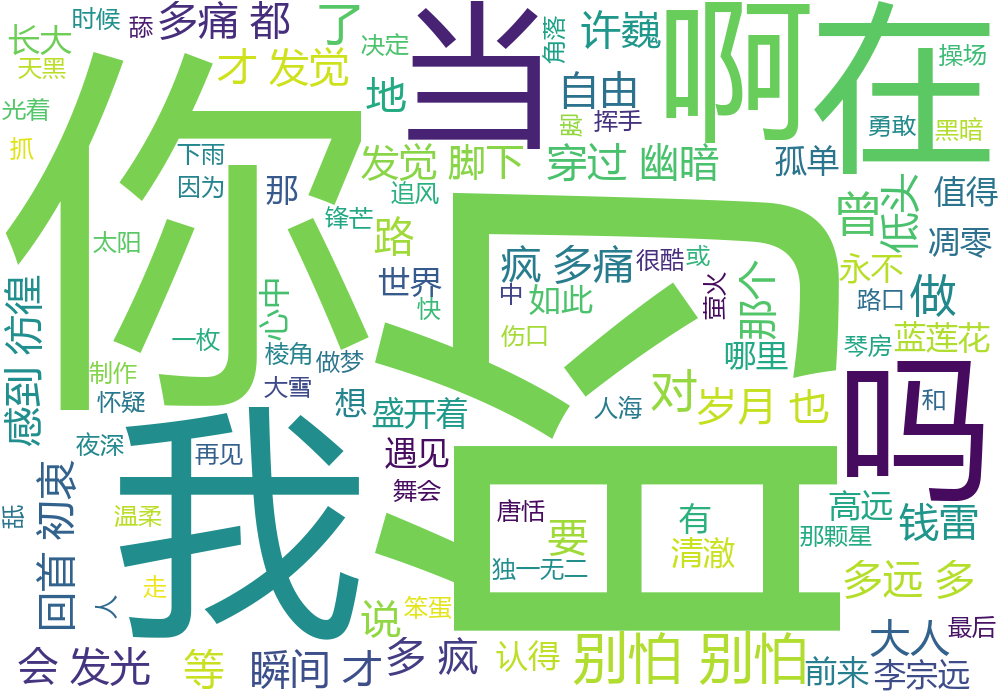 时候
舔
多痛 都
了
决定
角落
许巍
当
啊
在
操场
长大
天黑
才 发觉
地
自由
脚
挥手
勇敢
黑暗
光着
抓
你
下雨
因为
那
发觉 脚下
穿过 幽暗
孤单
追风
锋芒
路
曾
低头
值得
凋零
太阳
沿
疯 多痛
很酷
或
世界
快
中
如此
萤火
那个
永不
路口
做
感到 彷徨
心中
一枚
棱角
做梦
伤口
哪里
琴房
蓝莲花
制作
怀疑
大雪
想
盛开着
人海
对
岁月 也
吗
和
夜深
再见
我
遇见
舞会
唐恬
回首 初衷
舐
温柔
要
独一无二
有
清澈
高远
钱雷
那颗星
走
人
说
笨蛋
多远 多
会 发光
等
瞬间 才
多 疯
认得
别怕 别怕
大人
最后
前来
李宗远